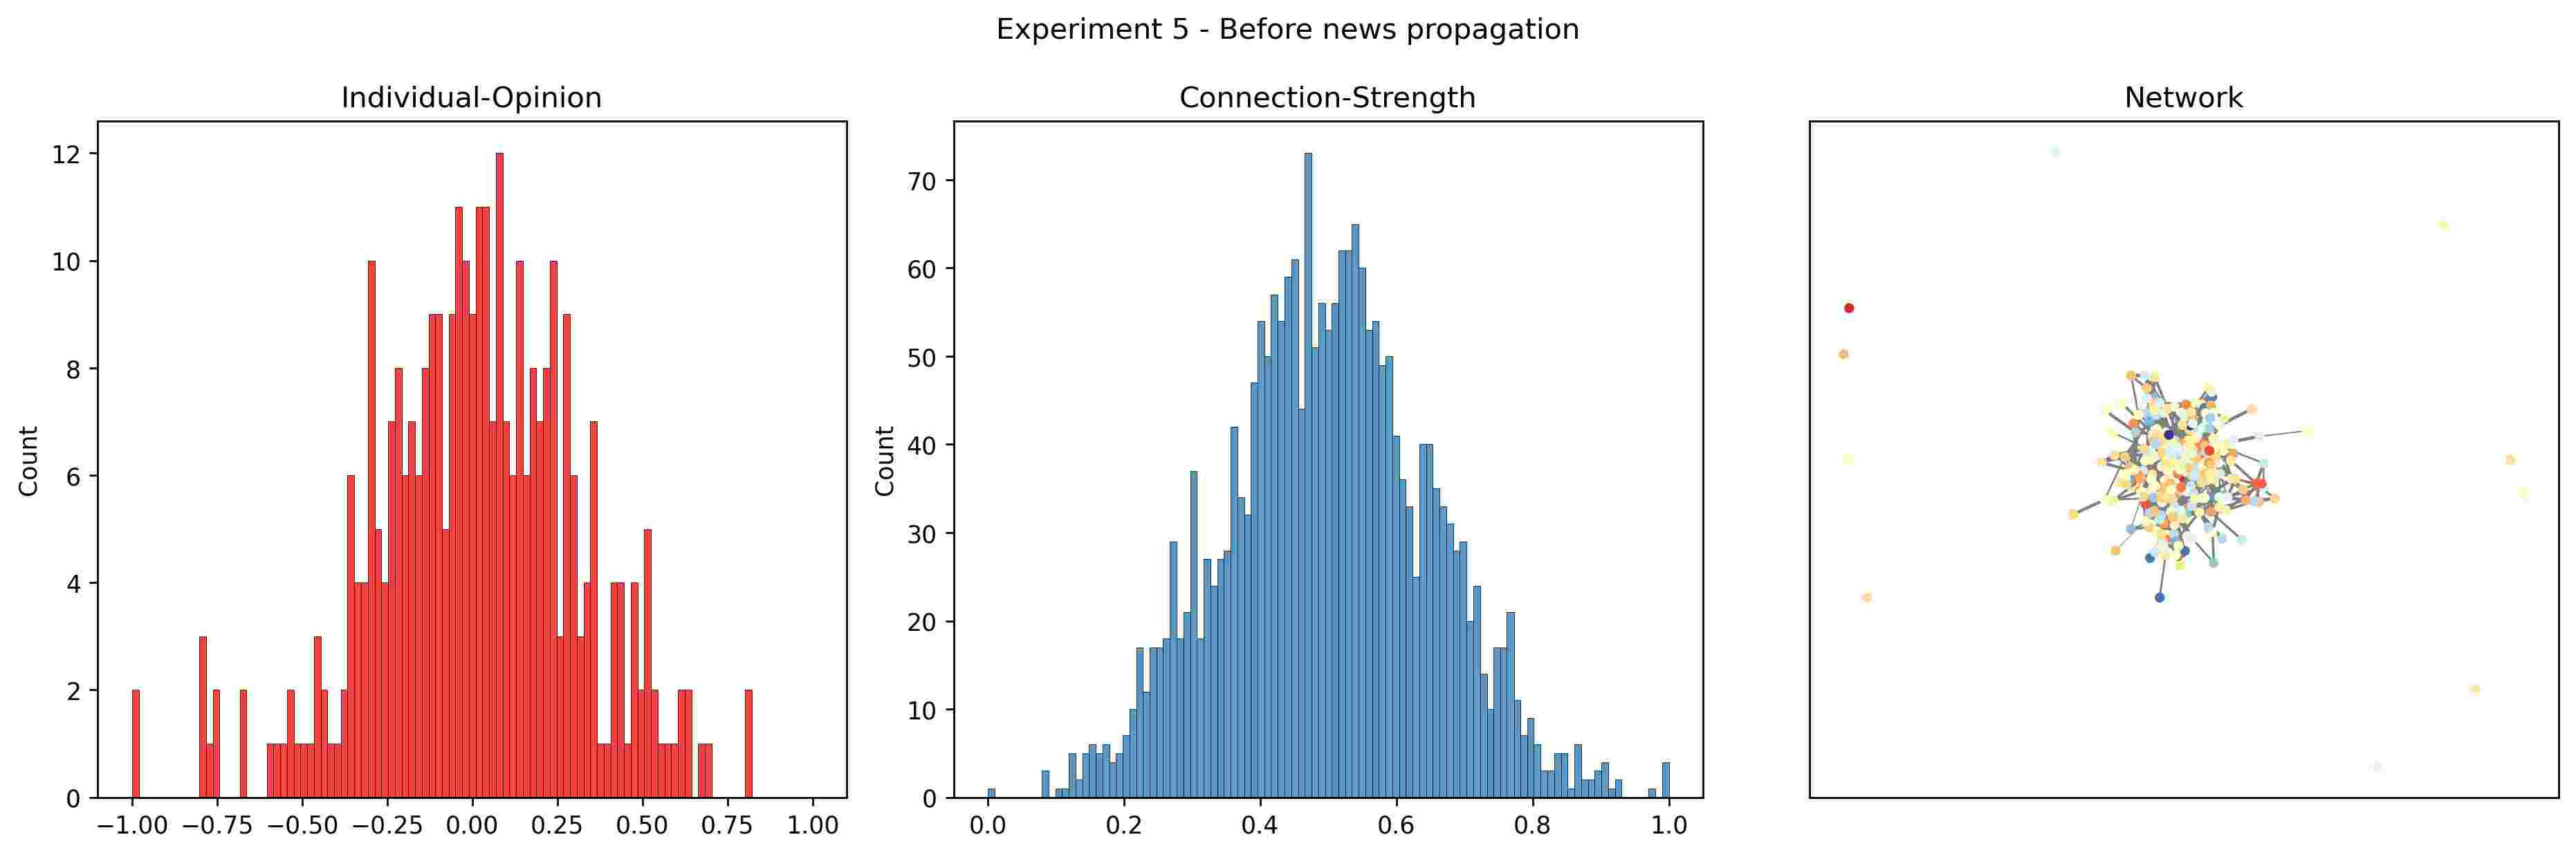 Experiment 5 - Before news propagation
Individual-Opinion
Count
12
10
8
6
4
2
0
−1.00 −0.75 −0.50 −0.25 0.00 0.25 0.50 0.75 1.00
Connection-Strength
Count
70
60
50
40
30
20
10
0
0.0 0.2 0.4 0.6 0.8 1.0
Network